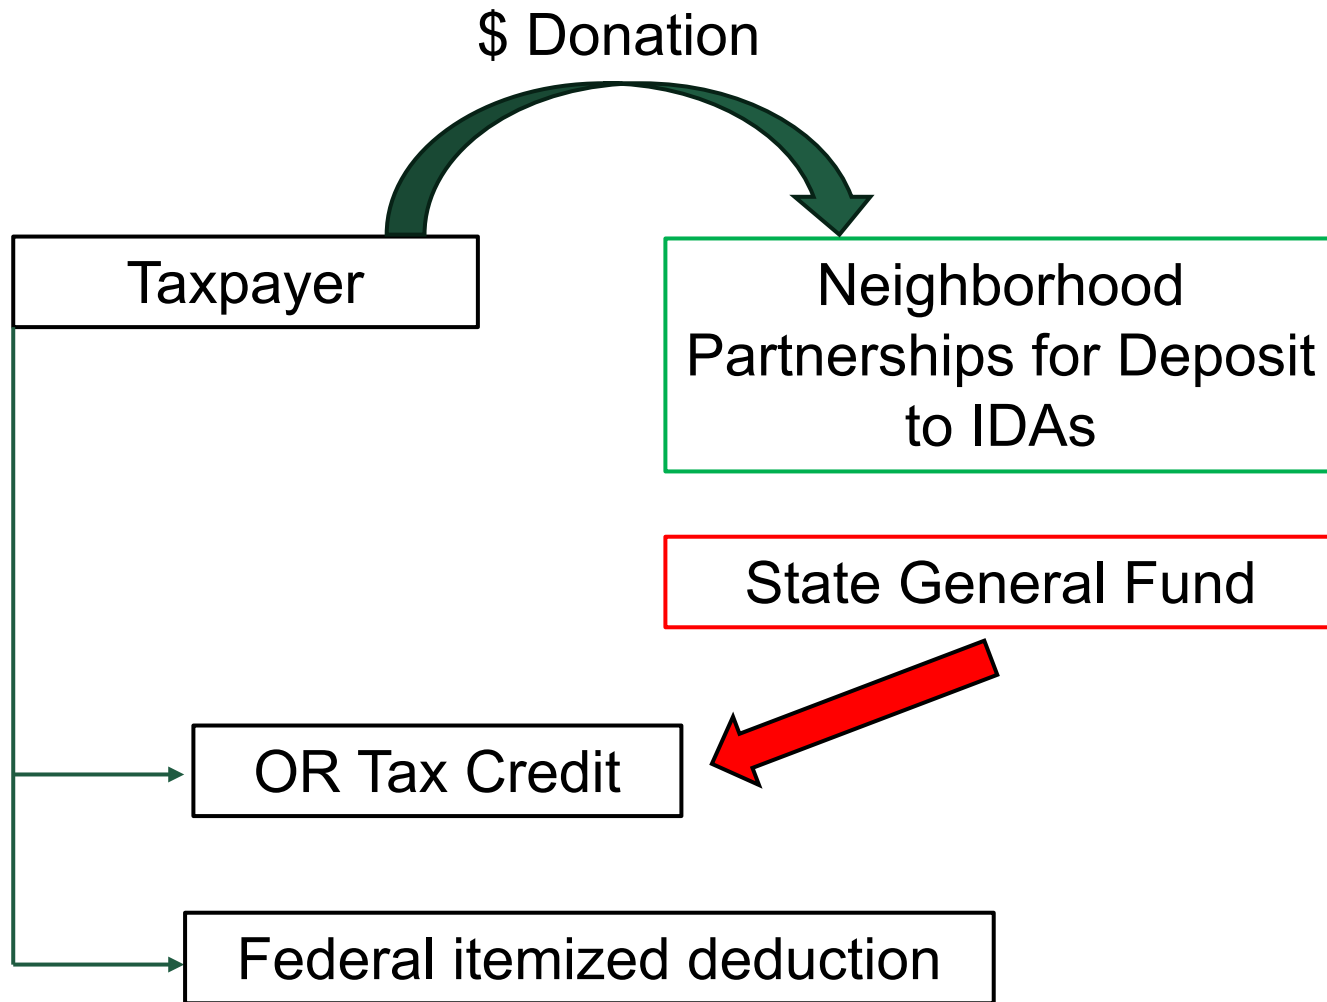 $ Donation
Taxpayer
Neighborhood
Partnerships for Deposit
to IDAs
State General Fund
OR Tax Credit
Federal itemized deduction